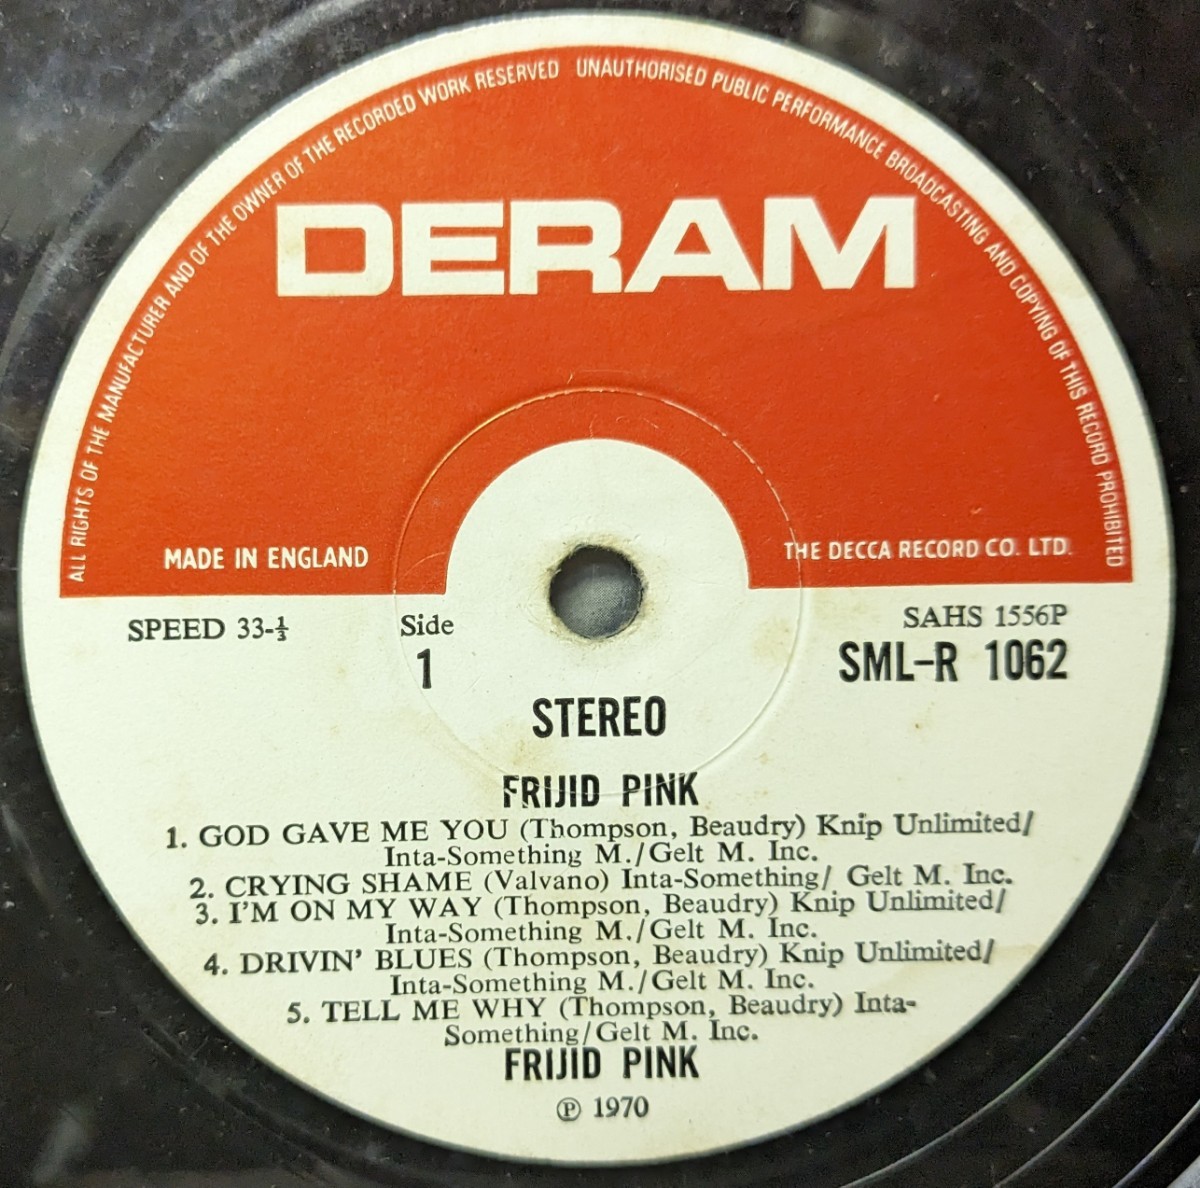 ALL RIGHTS OF THE MANUFACTURER AND OF THE OWNER OF THE RECORDED WORK RESERVED UNAUTHORISED PUBLIC PERFORMANCE BROADCASTING AND COPYING OF THIS RECORD PROHIBITED
DERAM
MADE IN ENGLAND
THE DECCA RECORD CO. LTD.
SPEED 33-⅓
Side
1
SAHS 1556P
SML-R 1062
STEREO
FRIJID PINK
1. GOD GAVE ME YOU (Thompson, Beaudry) Knip Unlimited/
Inta-Something M./Gelt M. Inc.
2. CRYING SHAME (Valvano) Inta-Something/ Gelt M. Inc.
3. I'M ON MY WAY (Thompson, Beaudry) Knip Unlimited/
Inta-Something M./Gelt M. Inc.
4. DRIVIN' BLUES (Thompson, Beaudry) Knip Unlimited/
Inta-Something M./Gelt M. Inc.
5. TELL ME WHY (Thompson, Beaudry) Inta-
Something/Gelt M. Inc.
FRIJID PINK
℗ 1970